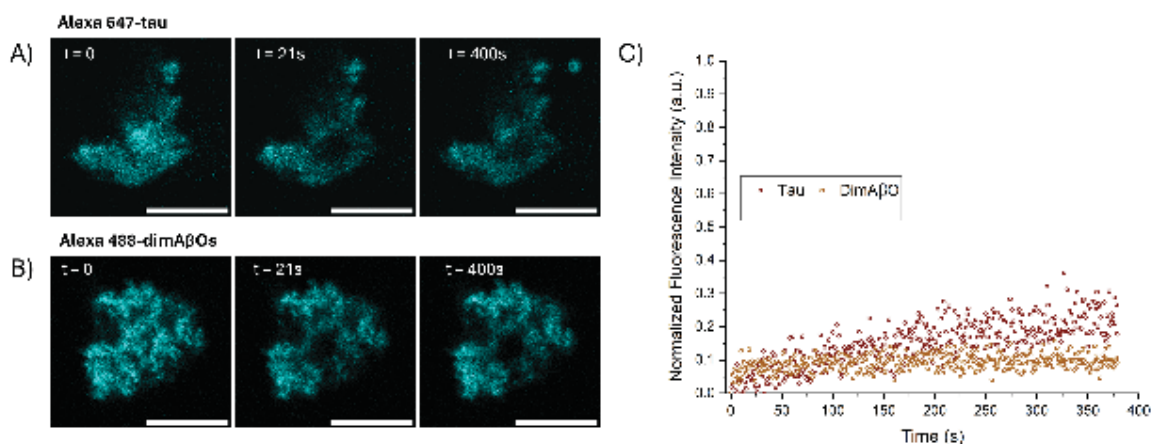 Alexa 647-tau
A)
t = 0
t = 21s
t = 400s
Alexa 488-dimAβOs
B)
t = 0
t = 21s
t = 400s
C)
Normalized Fluorescence Intensity (a.u.)
1.0
0.9
0.8
0.7
0.6
0.5
0.4
0.3
0.2
0.1
0.0
Tau DimAβO
0 50 100 150 200 250 300 350 400
Time (s)